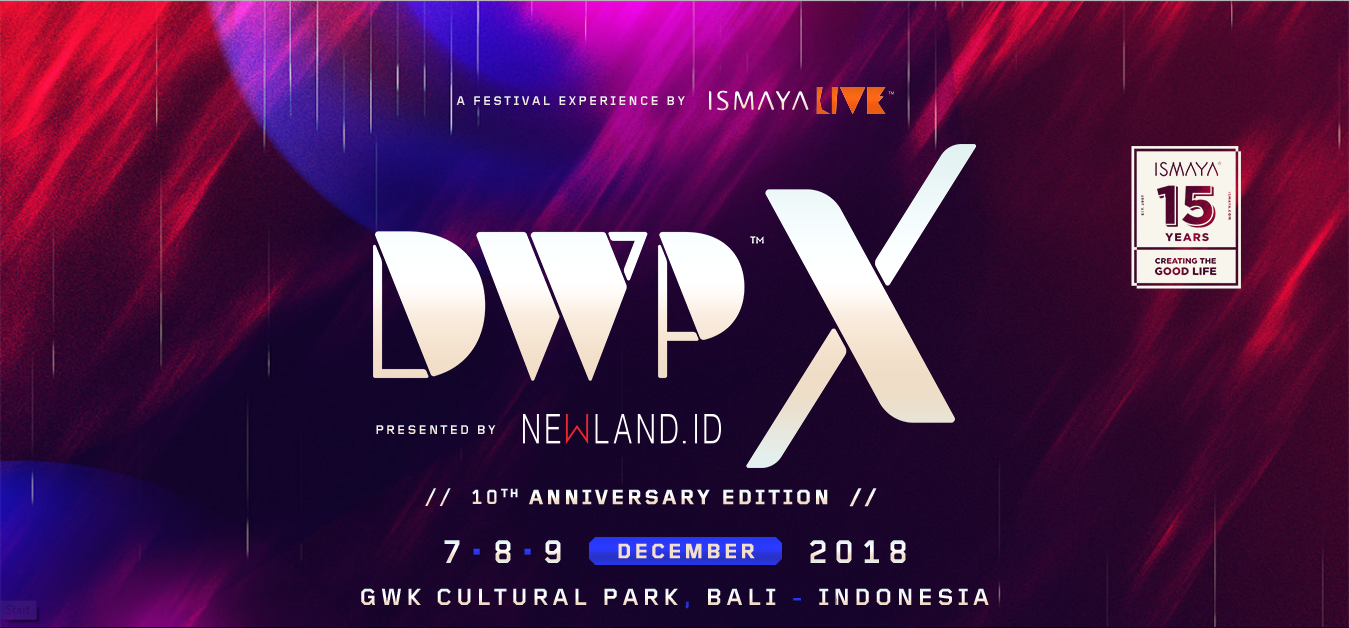 A FESTIVAL EXPERIENCE BY ISMAYA LIVE™
DWP™ X
PRESENTED BY NEWLAND.ID
// 10TH ANNIVERSARY EDITION //
7 · 8 · 9 DECEMBER 2018
GWK CULTURAL PARK, BALI - INDONESIA
ISMAYA®
15
YEARS
CREATING THE
GOOD LIFE
Start